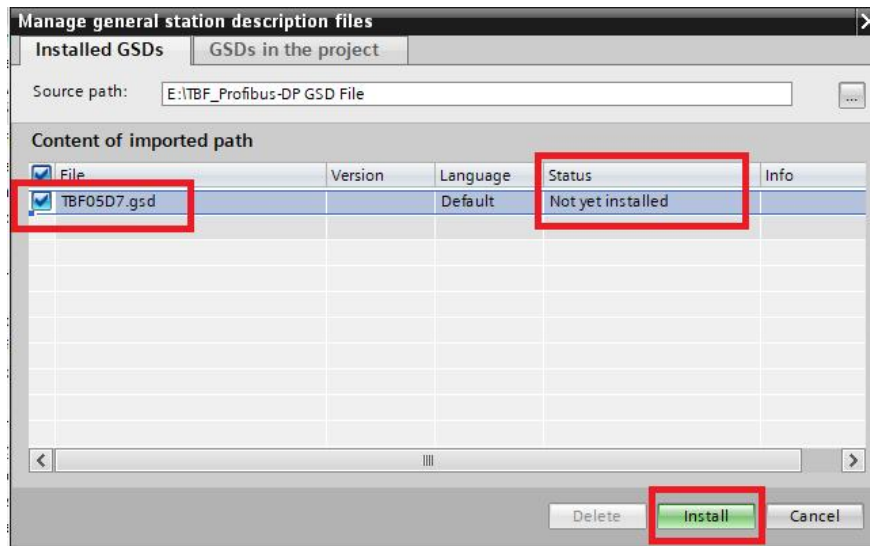 Manage general station description files
Installed GSDs
GSDs in the project
Source path:
E:\TBF_Profibus-DP GSD File
...
Content of imported path
File Version Language Status Info
TBF05D7.gsd Default Not yet installed
Delete Install Cancel